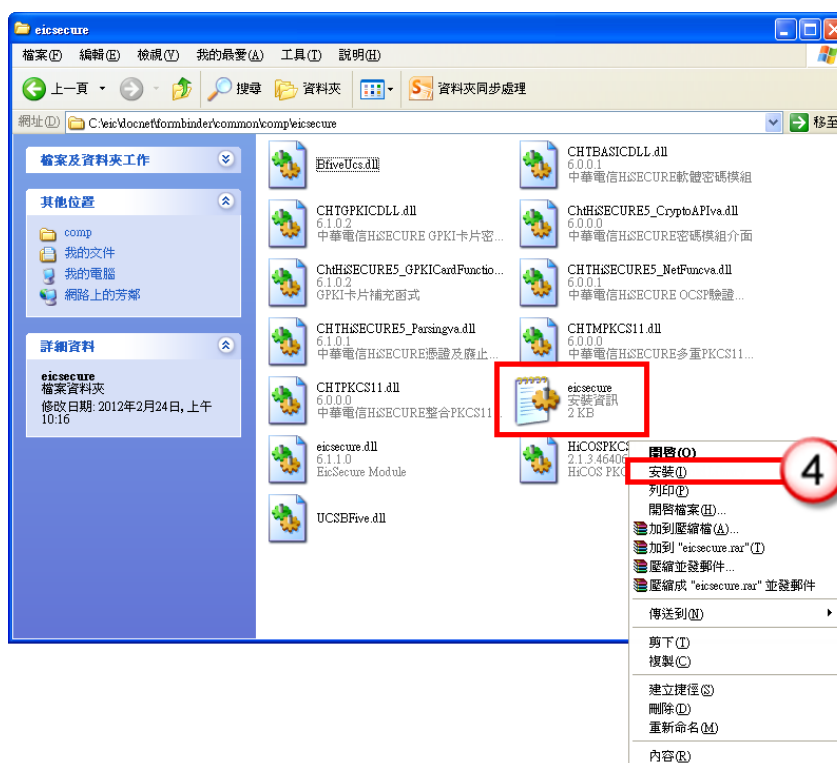 eicsecure
檔案(F) 編輯(E) 檢視(V) 我的最愛(A) 工具(T) 說明(H)
上一頁 搜尋 資料夾 資料夾同步處理
網址(D) C:\eic\docnet\formbinder\common\comp\eicsecure 移至
檔案及資料夾工作
其他位置
comp
我的文件
我的電腦
網路上的芳鄰
詳細資料
eicsecure
檔案資料夾
修改日期: 2012年2月24日, 上午
10:16
BfiveUcs.dll
CHTBASICDLL.dll
6.0.0.1
中華電信HiSECURE軟體密碼模組
CHTGPKICDLL.dll
6.1.0.2
中華電信HiSECURE GPKI卡片密...
ChtHiSECURE5_CryptoAPIva.dll
6.0.0.0
中華電信HiSECURE密碼模組介面
ChtHiSECURE5_GPKICardFunctio...
6.1.0.2
GPKI卡片補充函式
CHTHiSECURE5_NetFuncva.dll
6.0.0.1
中華電信HiSECURE OCSP驗證...
CHTHiSECURE5_Parsingva.dll
6.1.0.1
中華電信HiSECURE憑證及廢止...
CHTMPKCS11.dll
6.0.0.0
中華電信HiSECURE多重PKCS11...
CHTPKCS11.dll
6.0.0.0
中華電信HiSECURE整合PKCS11
eicsecure
安裝資訊
2 KB
eicsecure.dll
6.1.1.0
EicSecure Module
HiCOSPKCS
2.1.3.46406
HiCOS PKC
UCSBFive.dll
開啓(O)
安裝(I)
4
列印(P)
開啓檔案(H)...
加到壓縮檔(A)...
加到 "eicsecure.rar"(T)
壓縮並發郵件...
壓縮成 "eicsecure.rar" 並發郵件
傳送到(N)
剪下(T)
複製(C)
建立捷徑(S)
刪除(D)
重新命名(M)
內容(R)